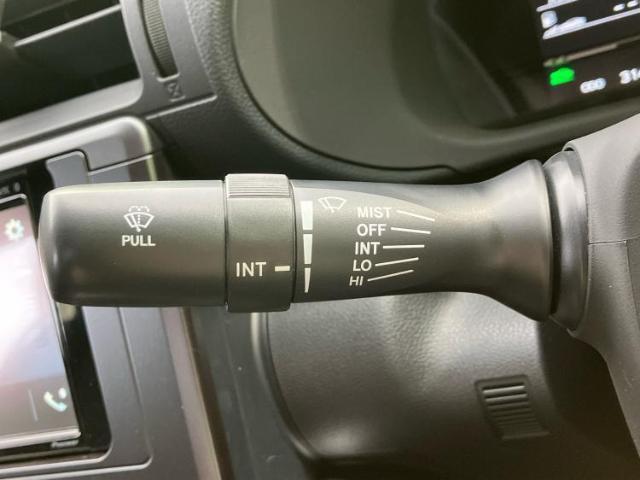 PULL
INT
MIST
OFF
INT
LO
HI